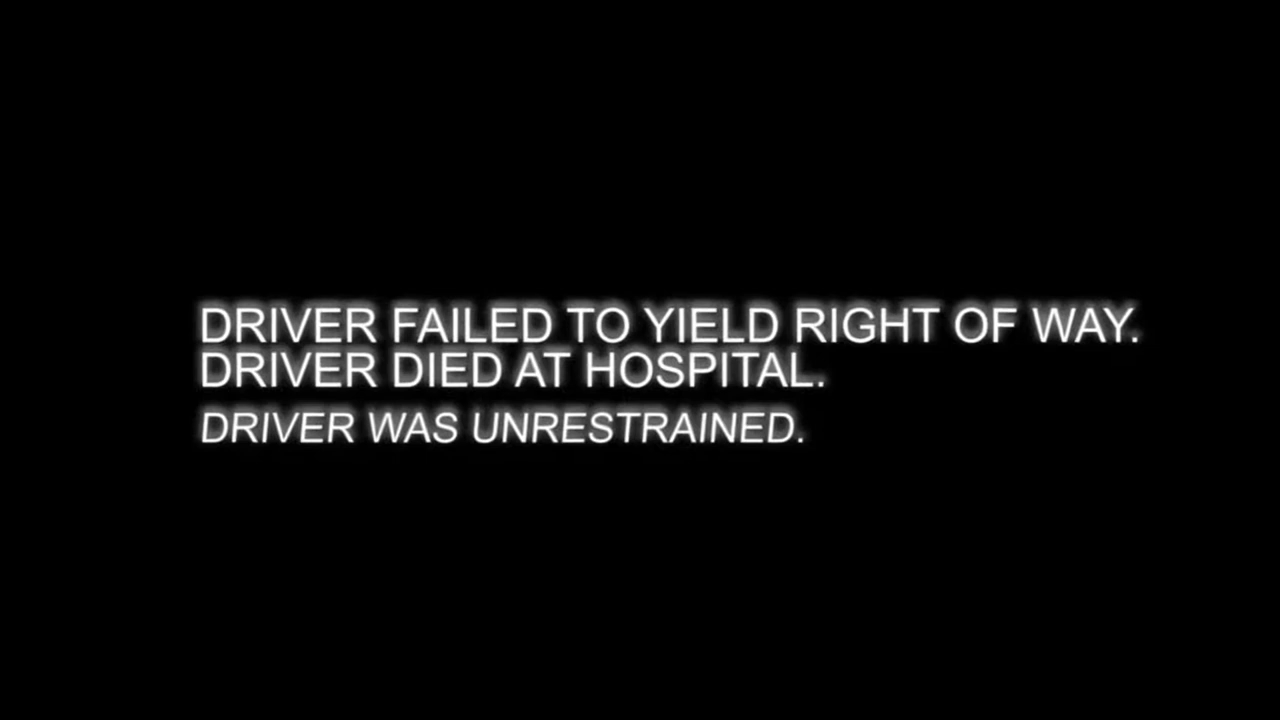 DRIVER FAILED TO YIELD RIGHT OF WAY.
DRIVER DIED AT HOSPITAL.
DRIVER WAS UNRESTRAINED.